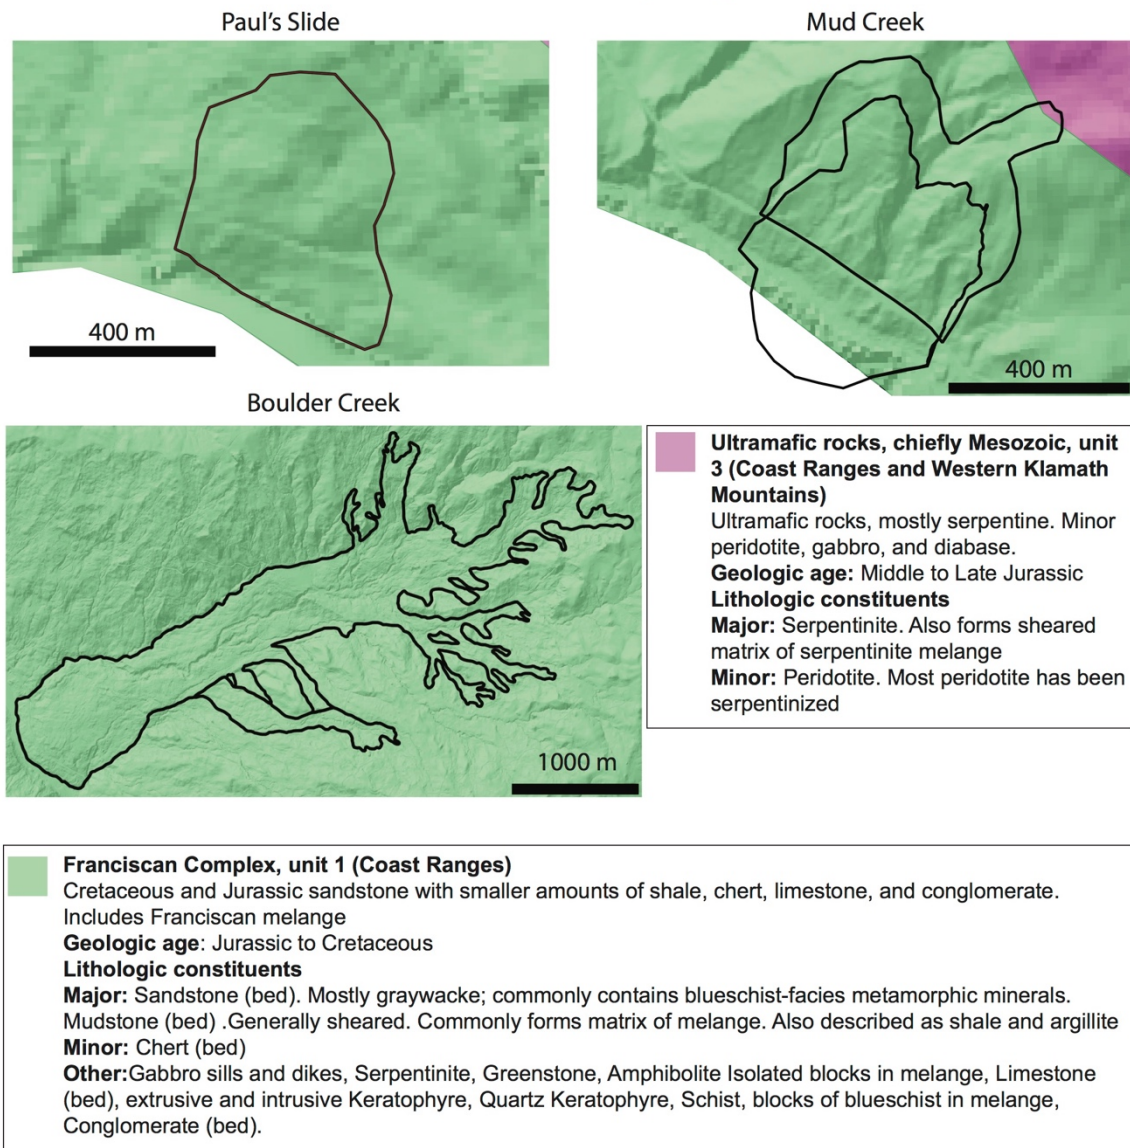 Paul's Slide
Mud Creek
400 m
400 m
Boulder Creek
1000 m
Ultramafic rocks, chiefly Mesozoic, unit
3 (Coast Ranges and Western Klamath
Mountains)
Ultramafic rocks, mostly serpentine. Minor
peridotite, gabbro, and diabase.
Geologic age: Middle to Late Jurassic
Lithologic constituents
Major: Serpentinite. Also forms sheared
matrix of serpentinite melange
Minor: Peridotite. Most peridotite has been
serpentinized
Franciscan Complex, unit 1 (Coast Ranges)
Cretaceous and Jurassic sandstone with smaller amounts of shale, chert, limestone, and conglomerate.
Includes Franciscan melange
Geologic age: Jurassic to Cretaceous
Lithologic constituents
Major: Sandstone (bed). Mostly graywacke; commonly contains blueschist-facies metamorphic minerals.
Mudstone (bed) .Generally sheared. Commonly forms matrix of melange. Also described as shale and argillite
Minor: Chert (bed)
Other:Gabbro sills and dikes, Serpentinite, Greenstone, Amphibolite Isolated blocks in melange, Limestone
(bed), extrusive and intrusive Keratophyre, Quartz Keratophyre, Schist, blocks of blueschist in melange,
Conglomerate (bed).